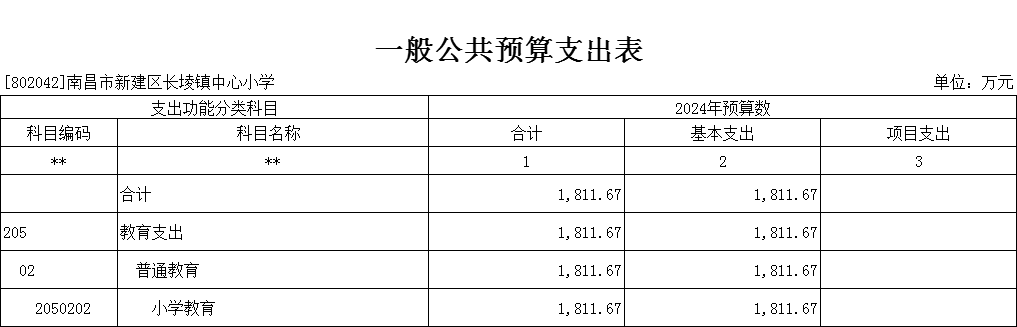 一般公共预算支出表
[802042]南昌市新建区长堎镇中心小学 单位：万元
支出功能分类科目 2024年预算数
科目编码 科目名称 合计 基本支出 项目支出
** ** 1 2 3
合计 1,811.67 1,811.67
205 教育支出 1,811.67 1,811.67
02 普通教育 1,811.67 1,811.67
2050202 小学教育 1,811.67 1,811.67